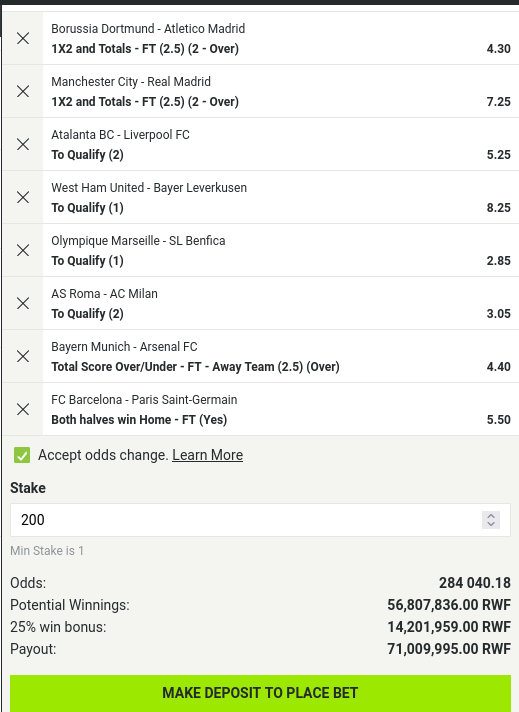 Borussia Dortmund - Atletico Madrid
1X2 and Totals - FT (2.5) (2 - Over)
4.30
Manchester City - Real Madrid
1X2 and Totals - FT (2.5) (2 - Over)
7.25
Atalanta BC - Liverpool FC
To Qualify (2)
5.25
West Ham United - Bayer Leverkusen
To Qualify (1)
8.25
Olympique Marseille - SL Benfica
To Qualify (1)
2.85
AS Roma - AC Milan
To Qualify (2)
3.05
Bayern Munich - Arsenal FC
Total Score Over/Under - FT - Away Team (2.5) (Over)
4.40
FC Barcelona - Paris Saint-Germain
Both halves win Home - FT (Yes)
5.50
Accept odds change. Learn More
Stake
200
Min Stake is 1
Odds: 284 040.18
Potential Winnings: 56,807,836.00 RWF
25% win bonus: 14,201,959.00 RWF
Payout: 71,009,995.00 RWF
MAKE DEPOSIT TO PLACE BET